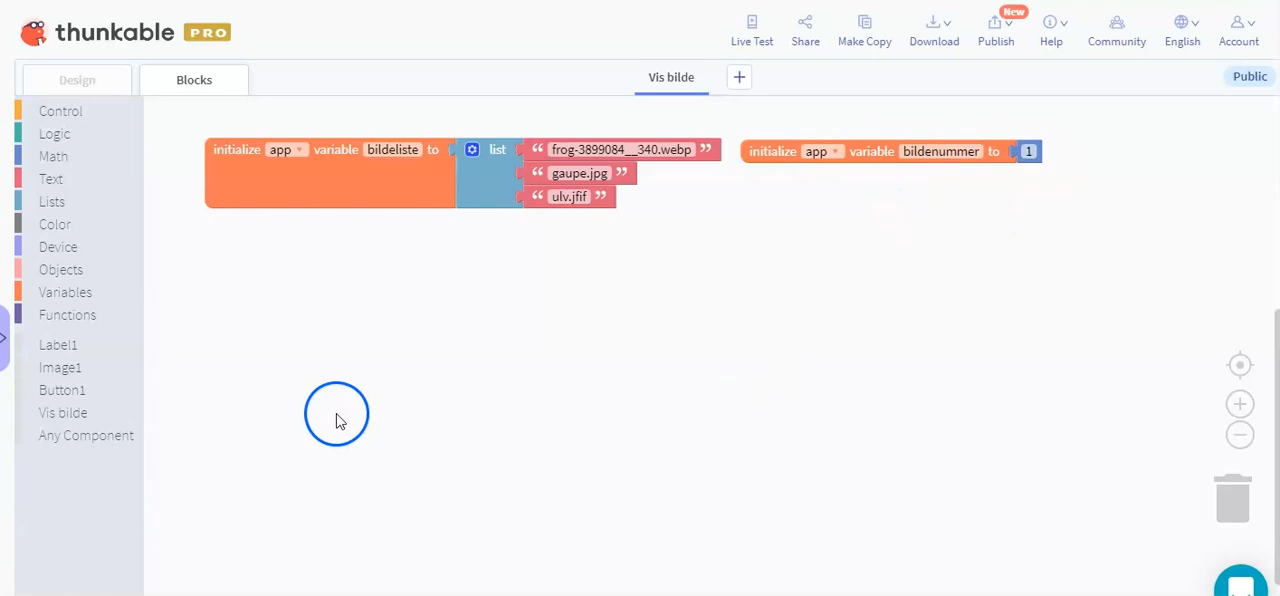 thunkable PRO
New
Live Test Share Make Copy Download Publish Help Community English Account
Design Blocks Vis bilde + Public
Control
Logic
Math
Text
Lists
Color
Device
Objects
Variables
Functions
Label1
Image1
Button1
Vis bilde
Any Component
initialize app variable bildeliste to list “ frog-3899084__340.webp ”
“ gaupe.jpg ”
“ ulv.jfif ”
initialize app variable bildenummer to 1